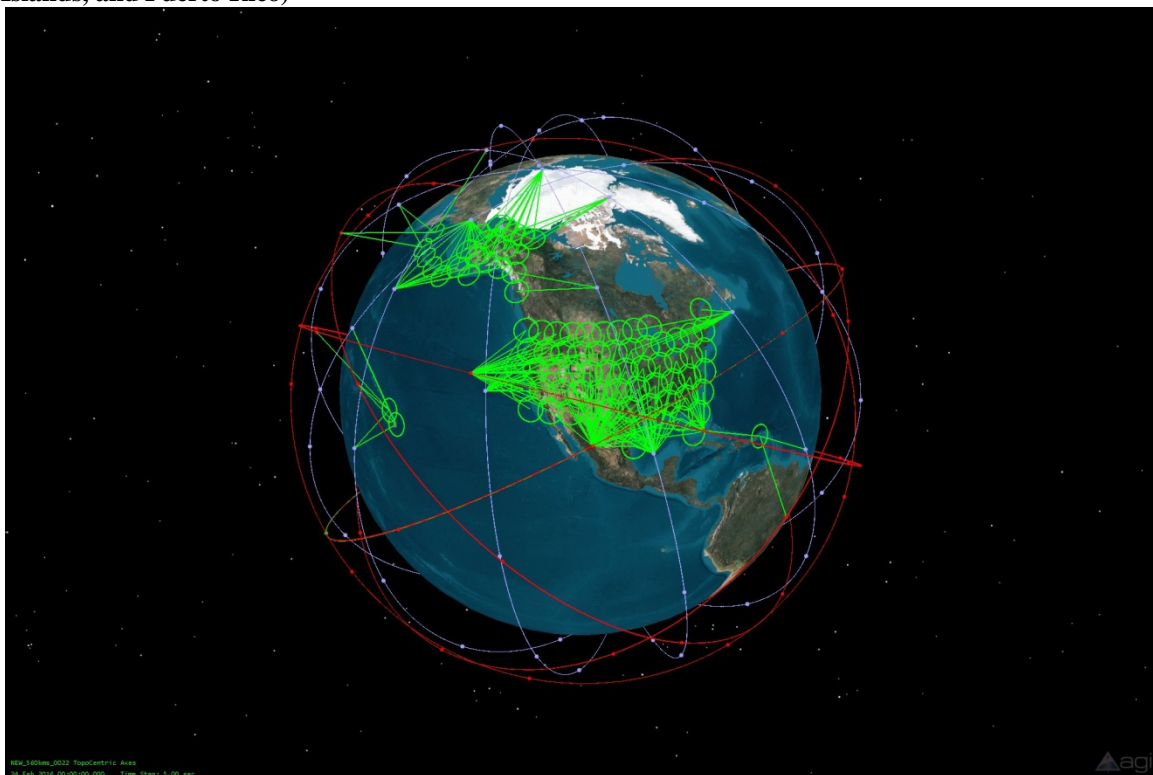 Islands, and Puerto Rico)
NEW_560kms_0022 TopoCentric Axes
24 Feb 2016 00:00:00.000 Time Step: 5.00 sec
agi